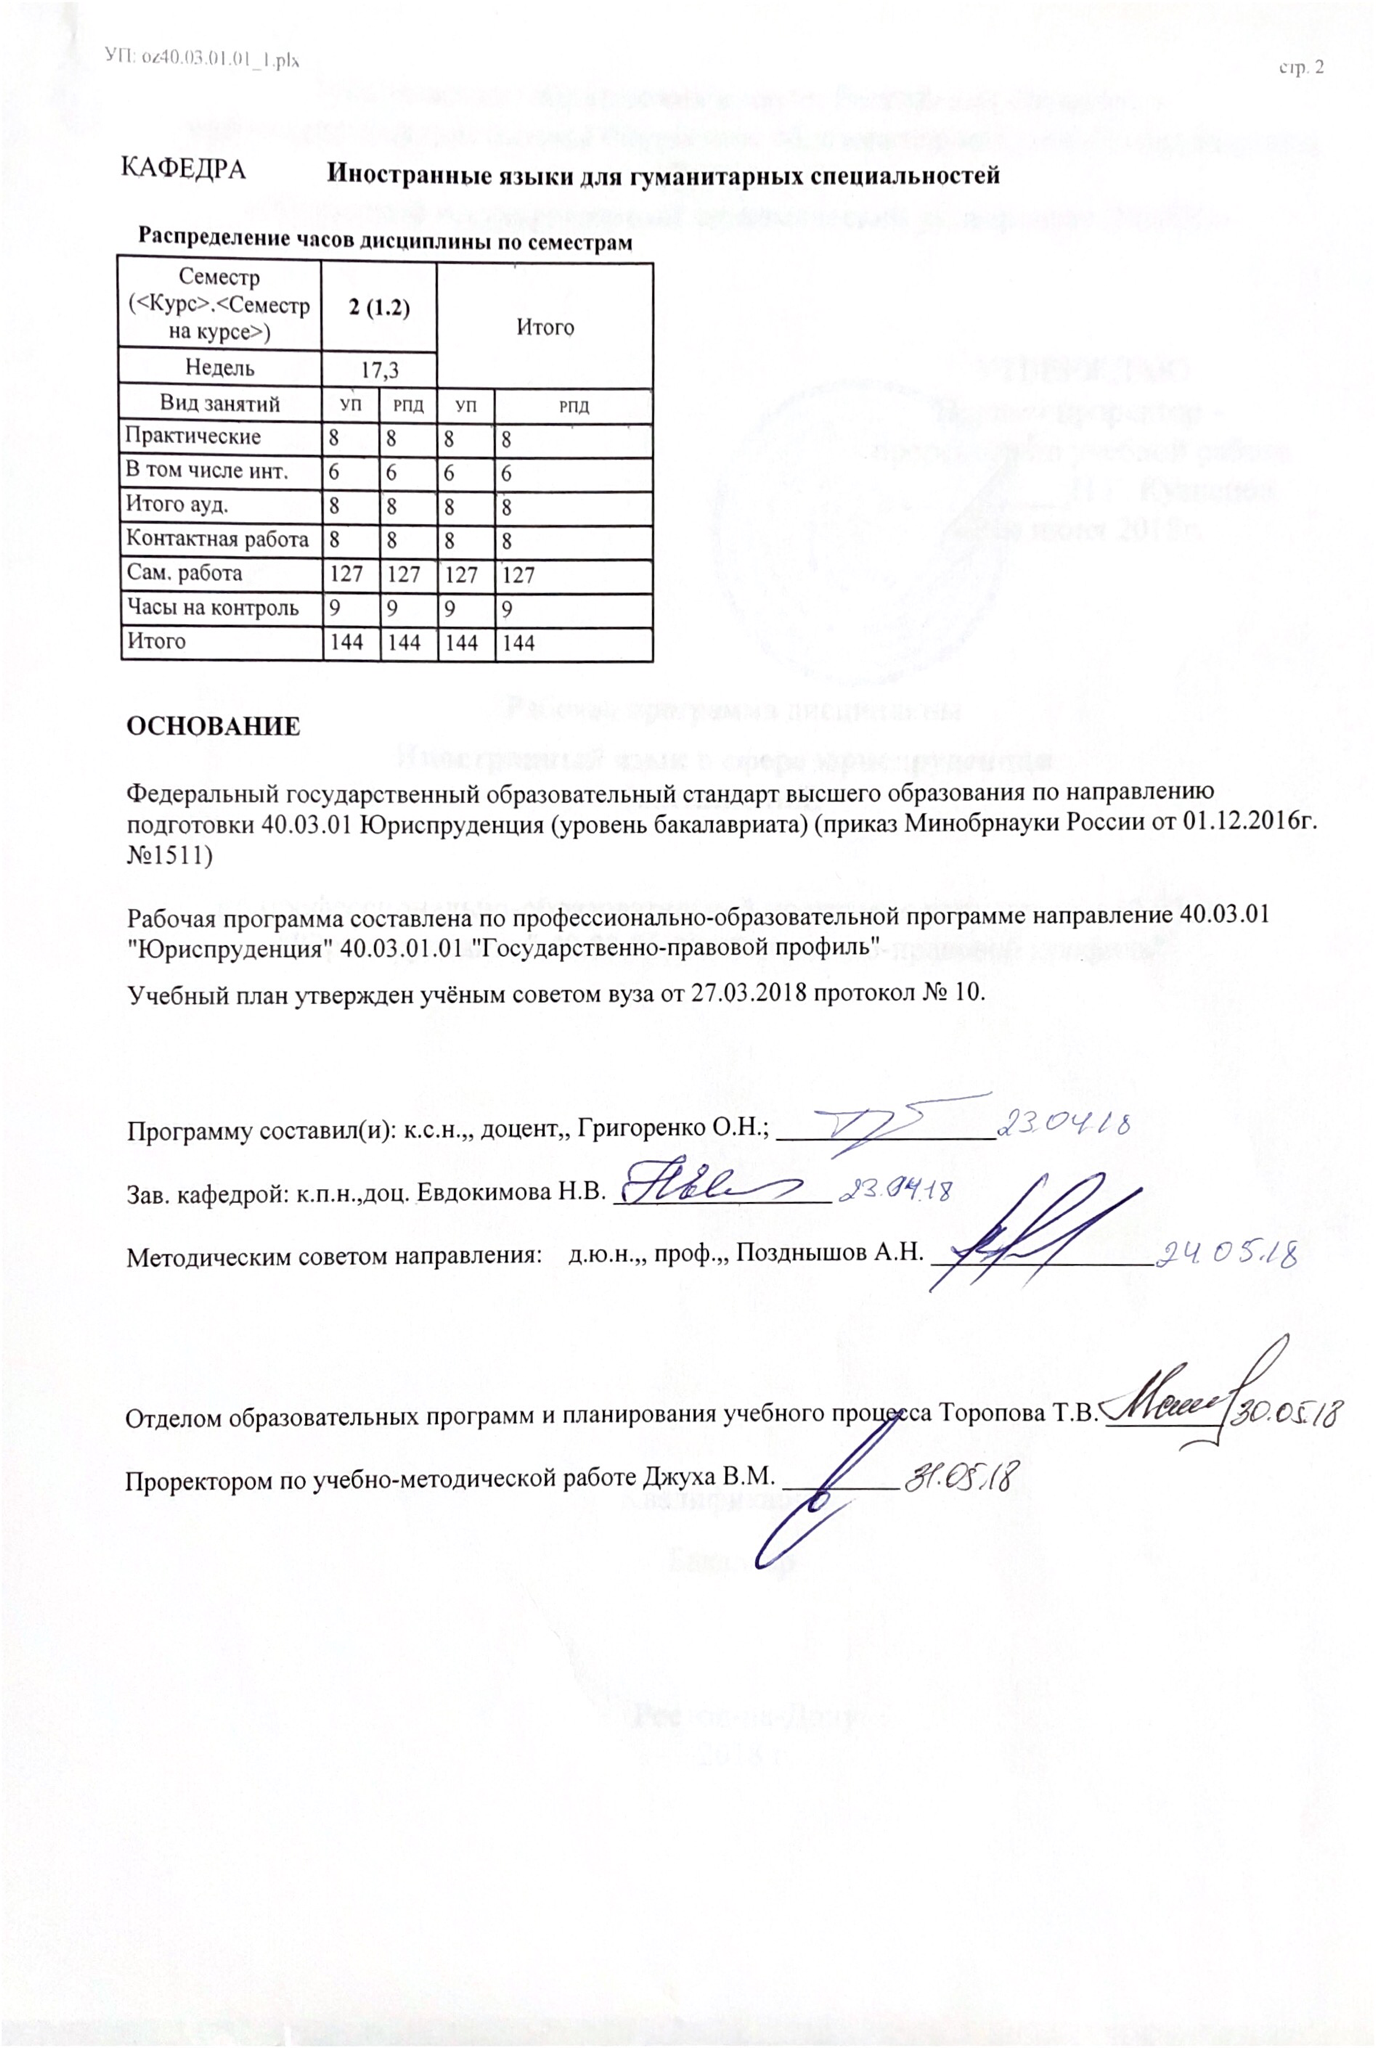 УП: oz40.03.01.01_1.plx
стр. 2
КАФЕДРА Иностранные языки для гуманитарных специальностей
Распределение часов дисциплины по семестрам
Семестр
(<Курс>.<Семестр
на курсе>)
2 (1.2)
Итого
Недель 17,3
Вид занятий УП РПД УП РПД
Практические 8 8 8 8
В том числе инт. 6 6 6 6
Итого ауд. 8 8 8 8
Контактная работа 8 8 8 8
Сам. работа 127 127 127 127
Часы на контроль 9 9 9 9
Итого 144 144 144 144
ОСНОВАНИЕ
Федеральный государственный образовательный стандарт высшего образования по направлению
подготовки 40.03.01 Юриспруденция (уровень бакалавриата) (приказ Минобрнауки России от 01.12.2016г.
№1511)
Рабочая программа составлена по профессионально-образовательной программе направление 40.03.01
"Юриспруденция" 40.03.01.01 "Государственно-правовой профиль"
Учебный план утвержден учёным советом вуза от 27.03.2018 протокол № 10.
Программу составил(и): к.с.н.,, доцент,, Григоренко О.Н.; 23.04.18
Зав. кафедрой: к.п.н.,доц. Евдокимова Н.В. 23.04.18
Методическим советом направления: д.ю.н.,, проф.,, Позднышов А.Н. 24.05.18
Отделом образовательных программ и планирования учебного процесса Торопова Т.В. 30.05.18
Проректором по учебно-методической работе Джуха В.М. 31.05.18